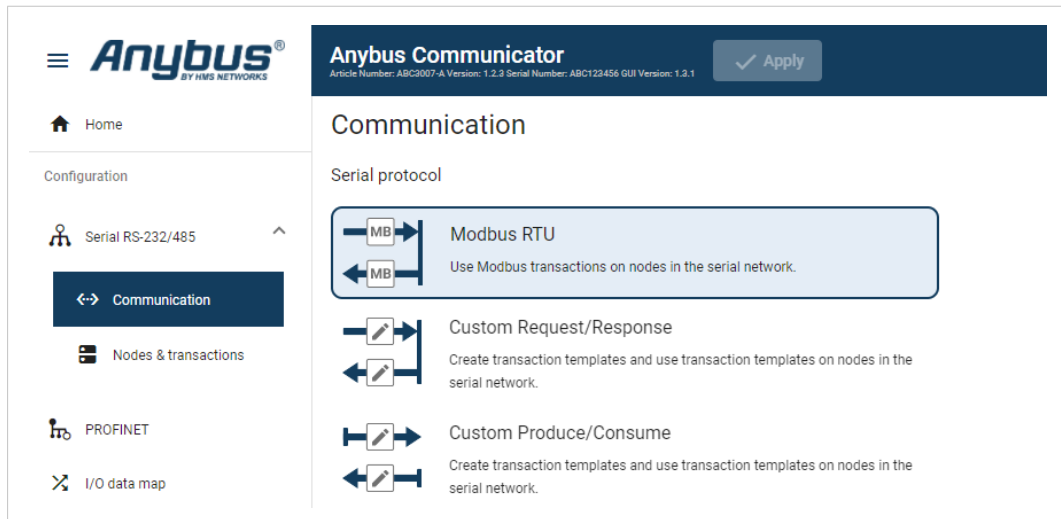 Anybus®
BY HMS NETWORKS
Anybus Communicator
Article Number: ABC3007-A Version: 1.2.3 Serial Number: ABC123456 GUI Version: 1.3.1
Apply
Home
Configuration
Serial RS-232/485
Communication
Nodes & transactions
PROFINET
I/O data map
Communication
Serial protocol
MB
MB
Modbus RTU
Use Modbus transactions on nodes in the serial network.
Custom Request/Response
Create transaction templates and use transaction templates on nodes in the
serial network.
Custom Produce/Consume
Create transaction templates and use transaction templates on nodes in the
serial network.